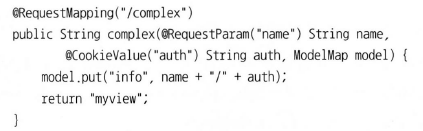 @RequestMapping("/complex")
public String complex(@RequestParam("name") String name,
@CookieValue("auth") String auth, ModelMap model) {
model.put("info", name + "/" + auth);
return "myview";
}